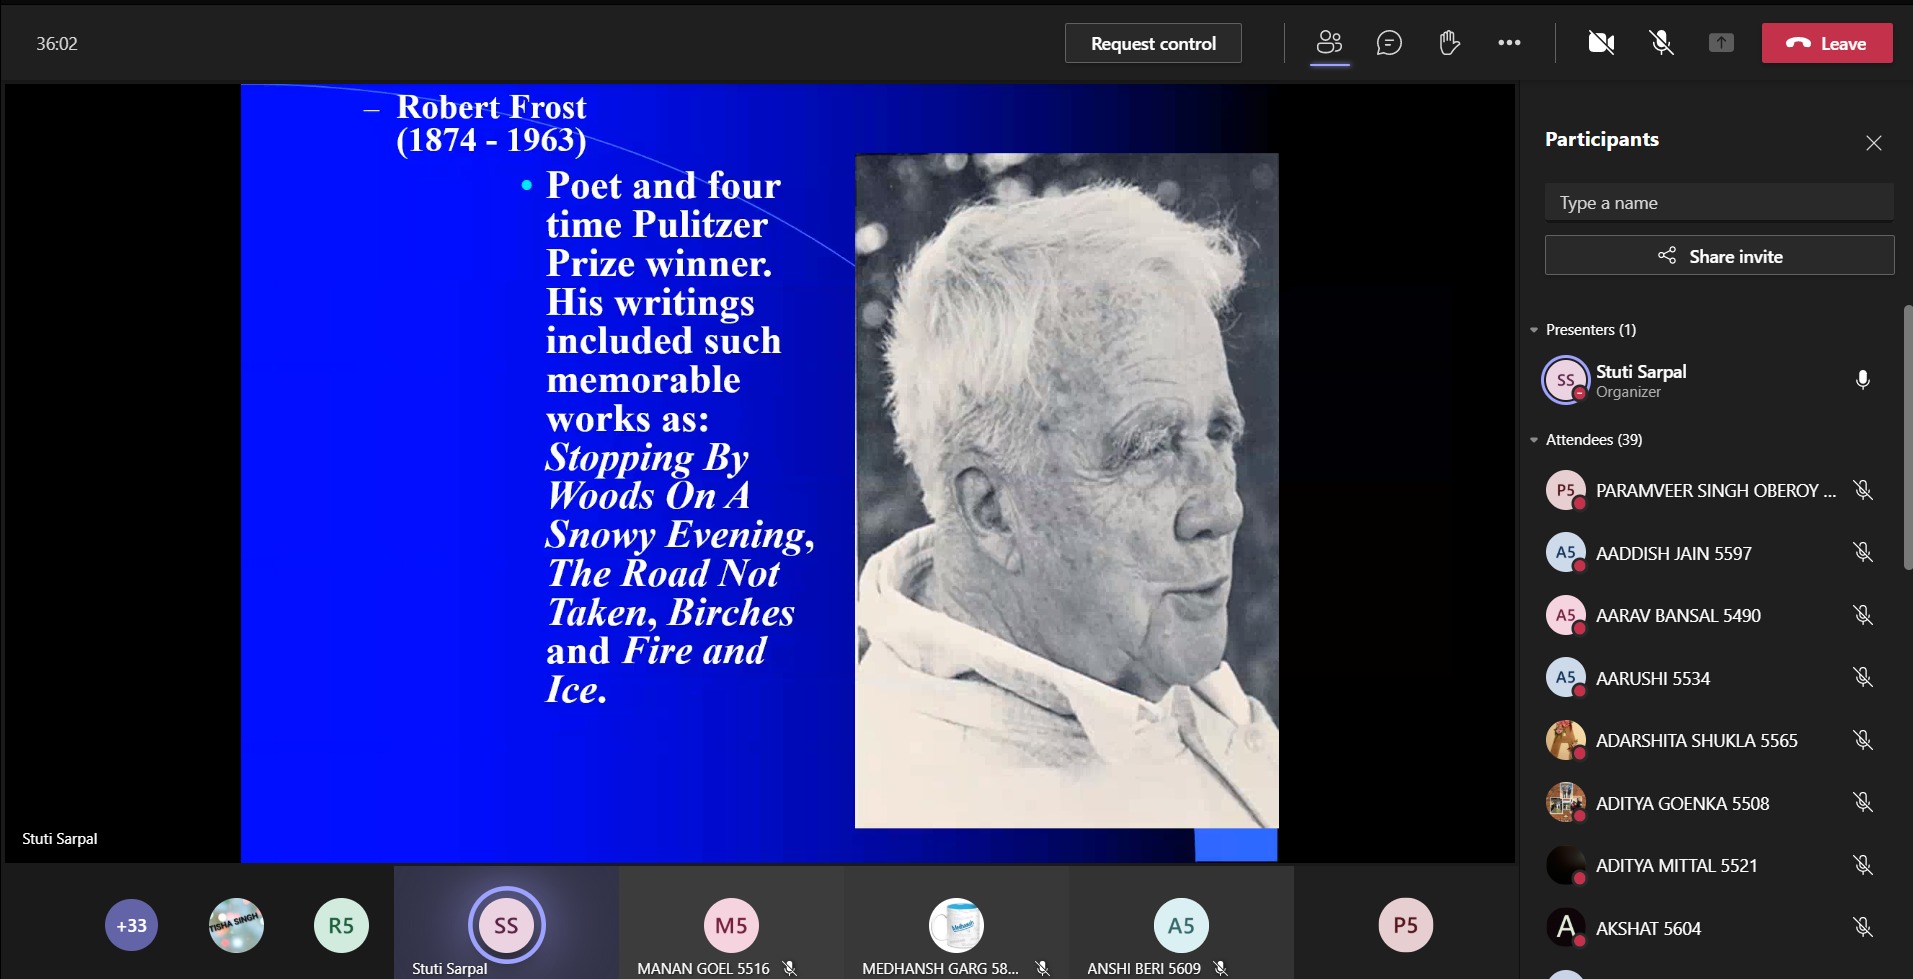 36:02
Request control
Leave
– Robert Frost
(1874 - 1963)
• Poet and four
time Pulitzer
Prize winner.
His writings
included such
memorable
works as:
Stopping By
Woods On A
Snowy Evening,
The Road Not
Taken, Birches
and Fire and
Ice.
Stuti Sarpal
Participants
Type a name
Share invite
Presenters (1)
SS
Stuti Sarpal
Organizer
Attendees (39)
P5 PARAMVEER SINGH OBEROY ...
A5 AADDISH JAIN 5597
A5 AARAV BANSAL 5490
A5 AARUSHI 5534
ADARSHITA SHUKLA 5565
ADITYA GOENKA 5508
ADITYA MITTAL 5521
A AKSHAT 5604
+33
TISHA SINGH
R5
SS
Stuti Sarpal
M5
MANAN GOEL 5516
Medhansh
MEDHANSH GARG 58...
A5
ANSHI BERI 5609
P5